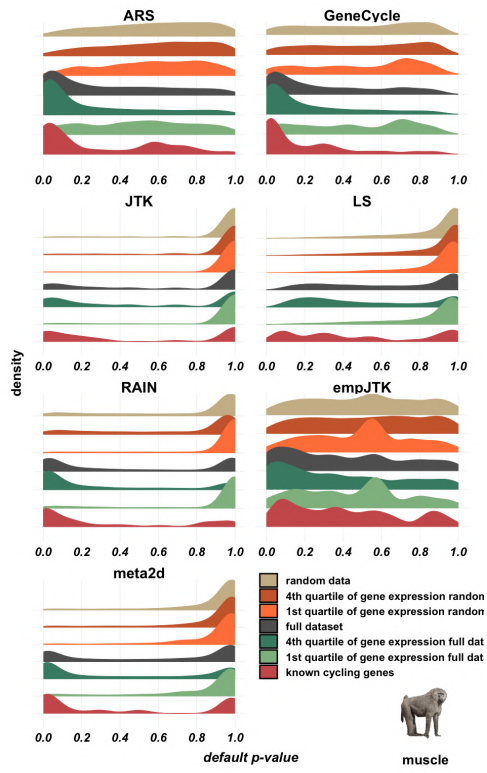 ARS GeneCycle
0.0 0.2 0.4 0.6 0.8 1.0 0.0 0.2 0.4 0.6 0.8 1.0
JTK LS
0.0 0.2 0.4 0.6 0.8 1.0 0.0 0.2 0.4 0.6 0.8 1.0
density
RAIN empJTK
0.0 0.2 0.4 0.6 0.8 1.0 0.0 0.2 0.4 0.6 0.8 1.0
meta2d
random data
4th quartile of gene expression random
1st quartile of gene expression random
full dataset
4th quartile of gene expression full dat
1st quartile of gene expression full dat
known cycling genes
0.0 0.2 0.4 0.6 0.8 1.0
default p-value
muscle